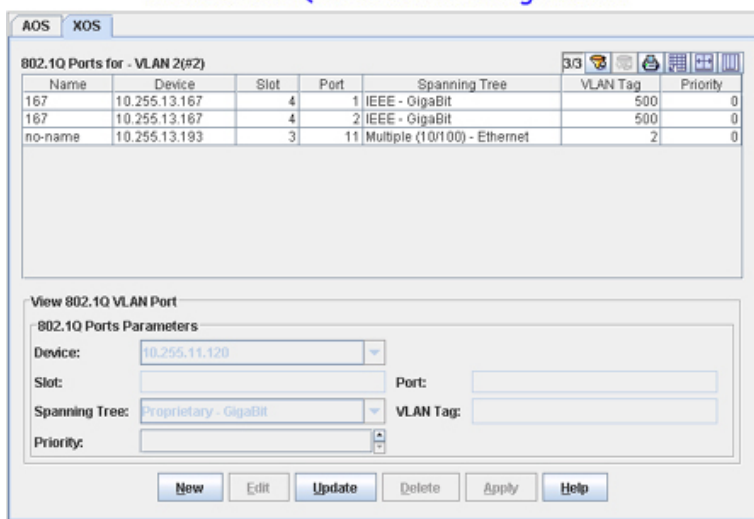 AOS XOS
802.1Q Ports for - VLAN 2(#2) 3/3
Name Device Slot Port Spanning Tree VLAN Tag Priority
167 10.255.13.167 4 1 IEEE - GigaBit 500 0
167 10.255.13.167 4 2 IEEE - GigaBit 500 0
no-name 10.255.13.193 3 11 Multiple (10/100) - Ethernet 2 0
View 802.1Q VLAN Port
802.1Q Ports Parameters
Device: 10.255.11.120
Slot: Port:
Spanning Tree: Proprietary - GigaBit VLAN Tag:
Priority:
New Edit Update Delete Apply Help